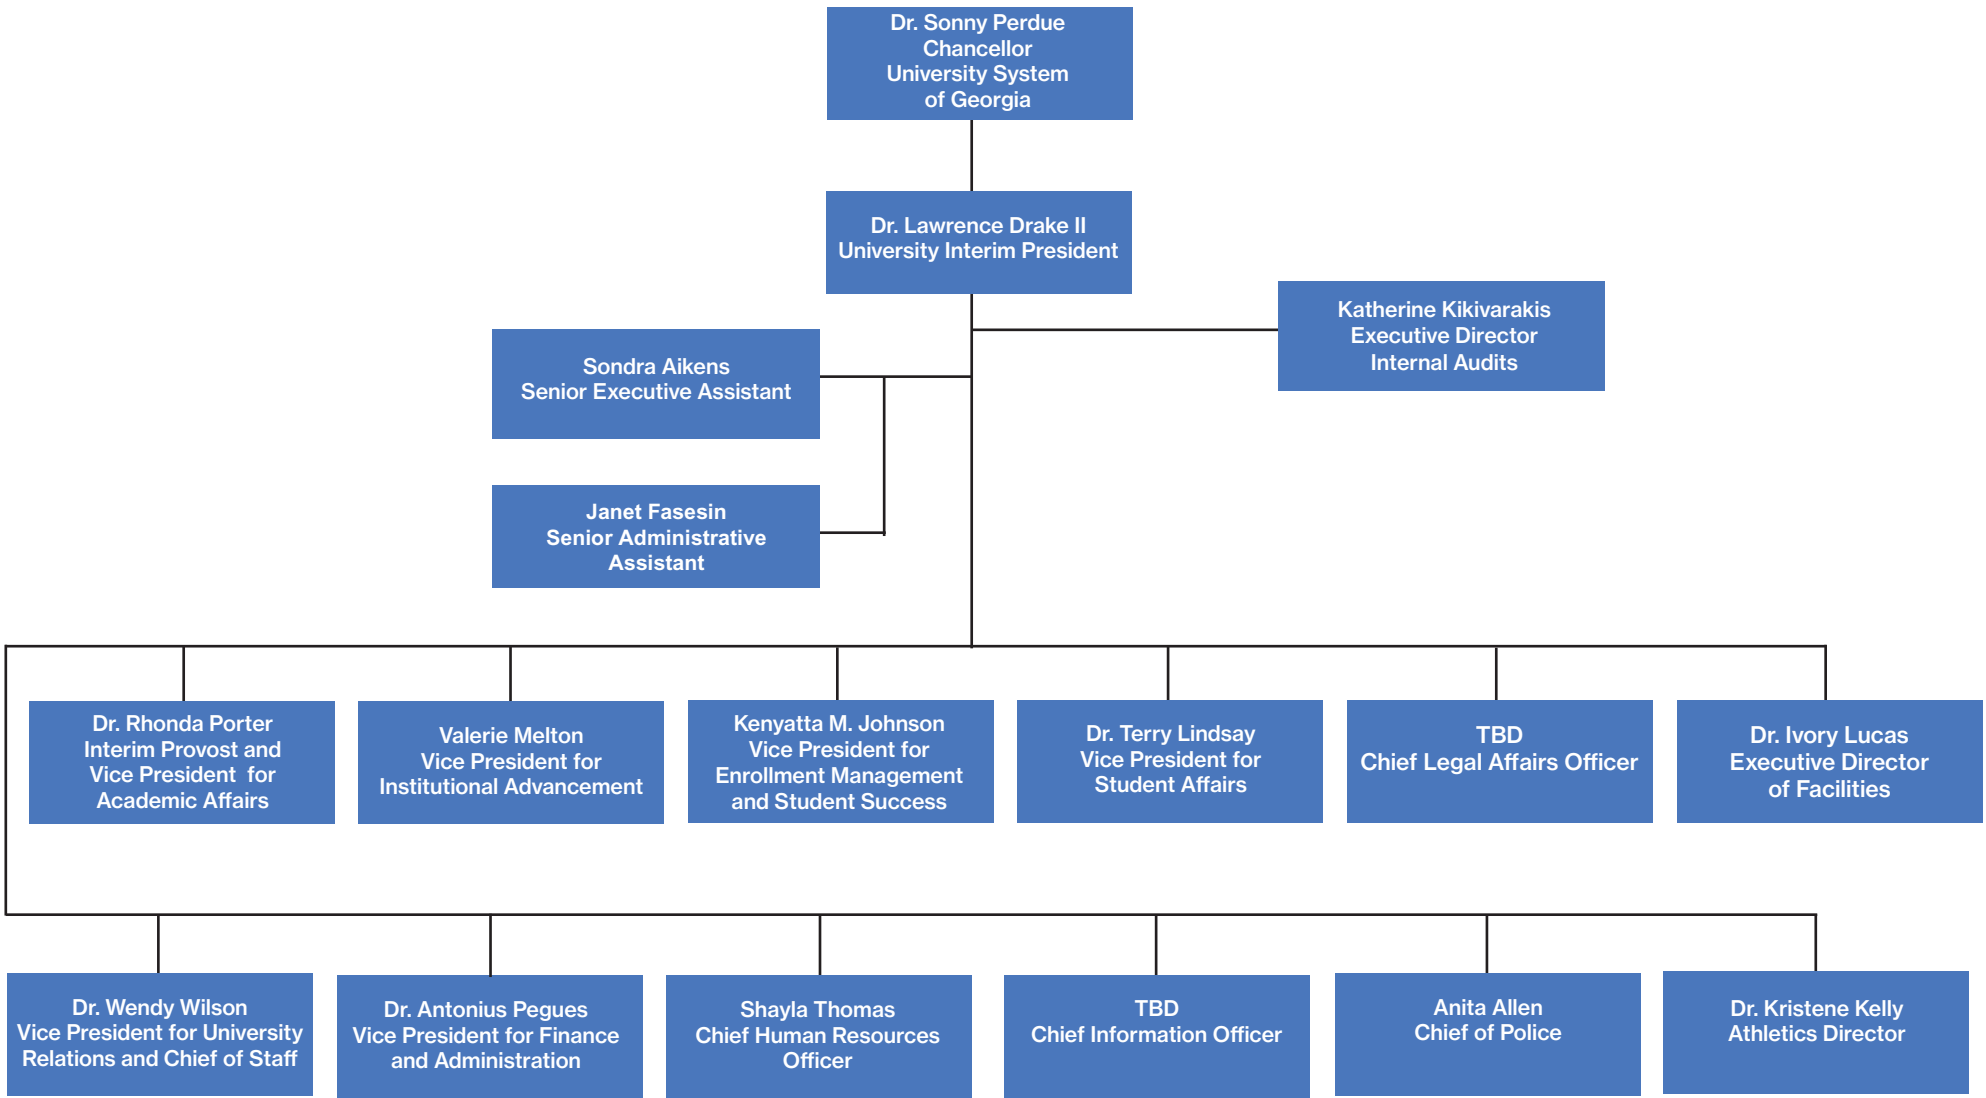 Dr. Sonny Perdue
Chancellor
University System
of Georgia
Dr. Lawrence Drake II
University Interim President
Katherine Kikivarakis
Executive Director
Internal Audits
Sondra Aikens
Senior Executive Assistant
Janet Fasesin
Senior Administrative
Assistant
Dr. Rhonda Porter
Interim Provost and
Vice President for
Academic Affairs
Valerie Melton
Vice President for
Institutional Advancement
Kenyatta M. Johnson
Vice President for
Enrollment Management
and Student Success
Dr. Terry Lindsay
Vice President for
Student Affairs
TBD
Chief Legal Affairs Officer
Dr. Ivory Lucas
Executive Director
of Facilities
Dr. Wendy Wilson
Vice President for University
Relations and Chief of Staff
Dr. Antonius Pegues
Vice President for Finance
and Administration
Shayla Thomas
Chief Human Resources
Officer
TBD
Chief Information Officer
Anita Allen
Chief of Police
Dr. Kristene Kelly
Athletics Director